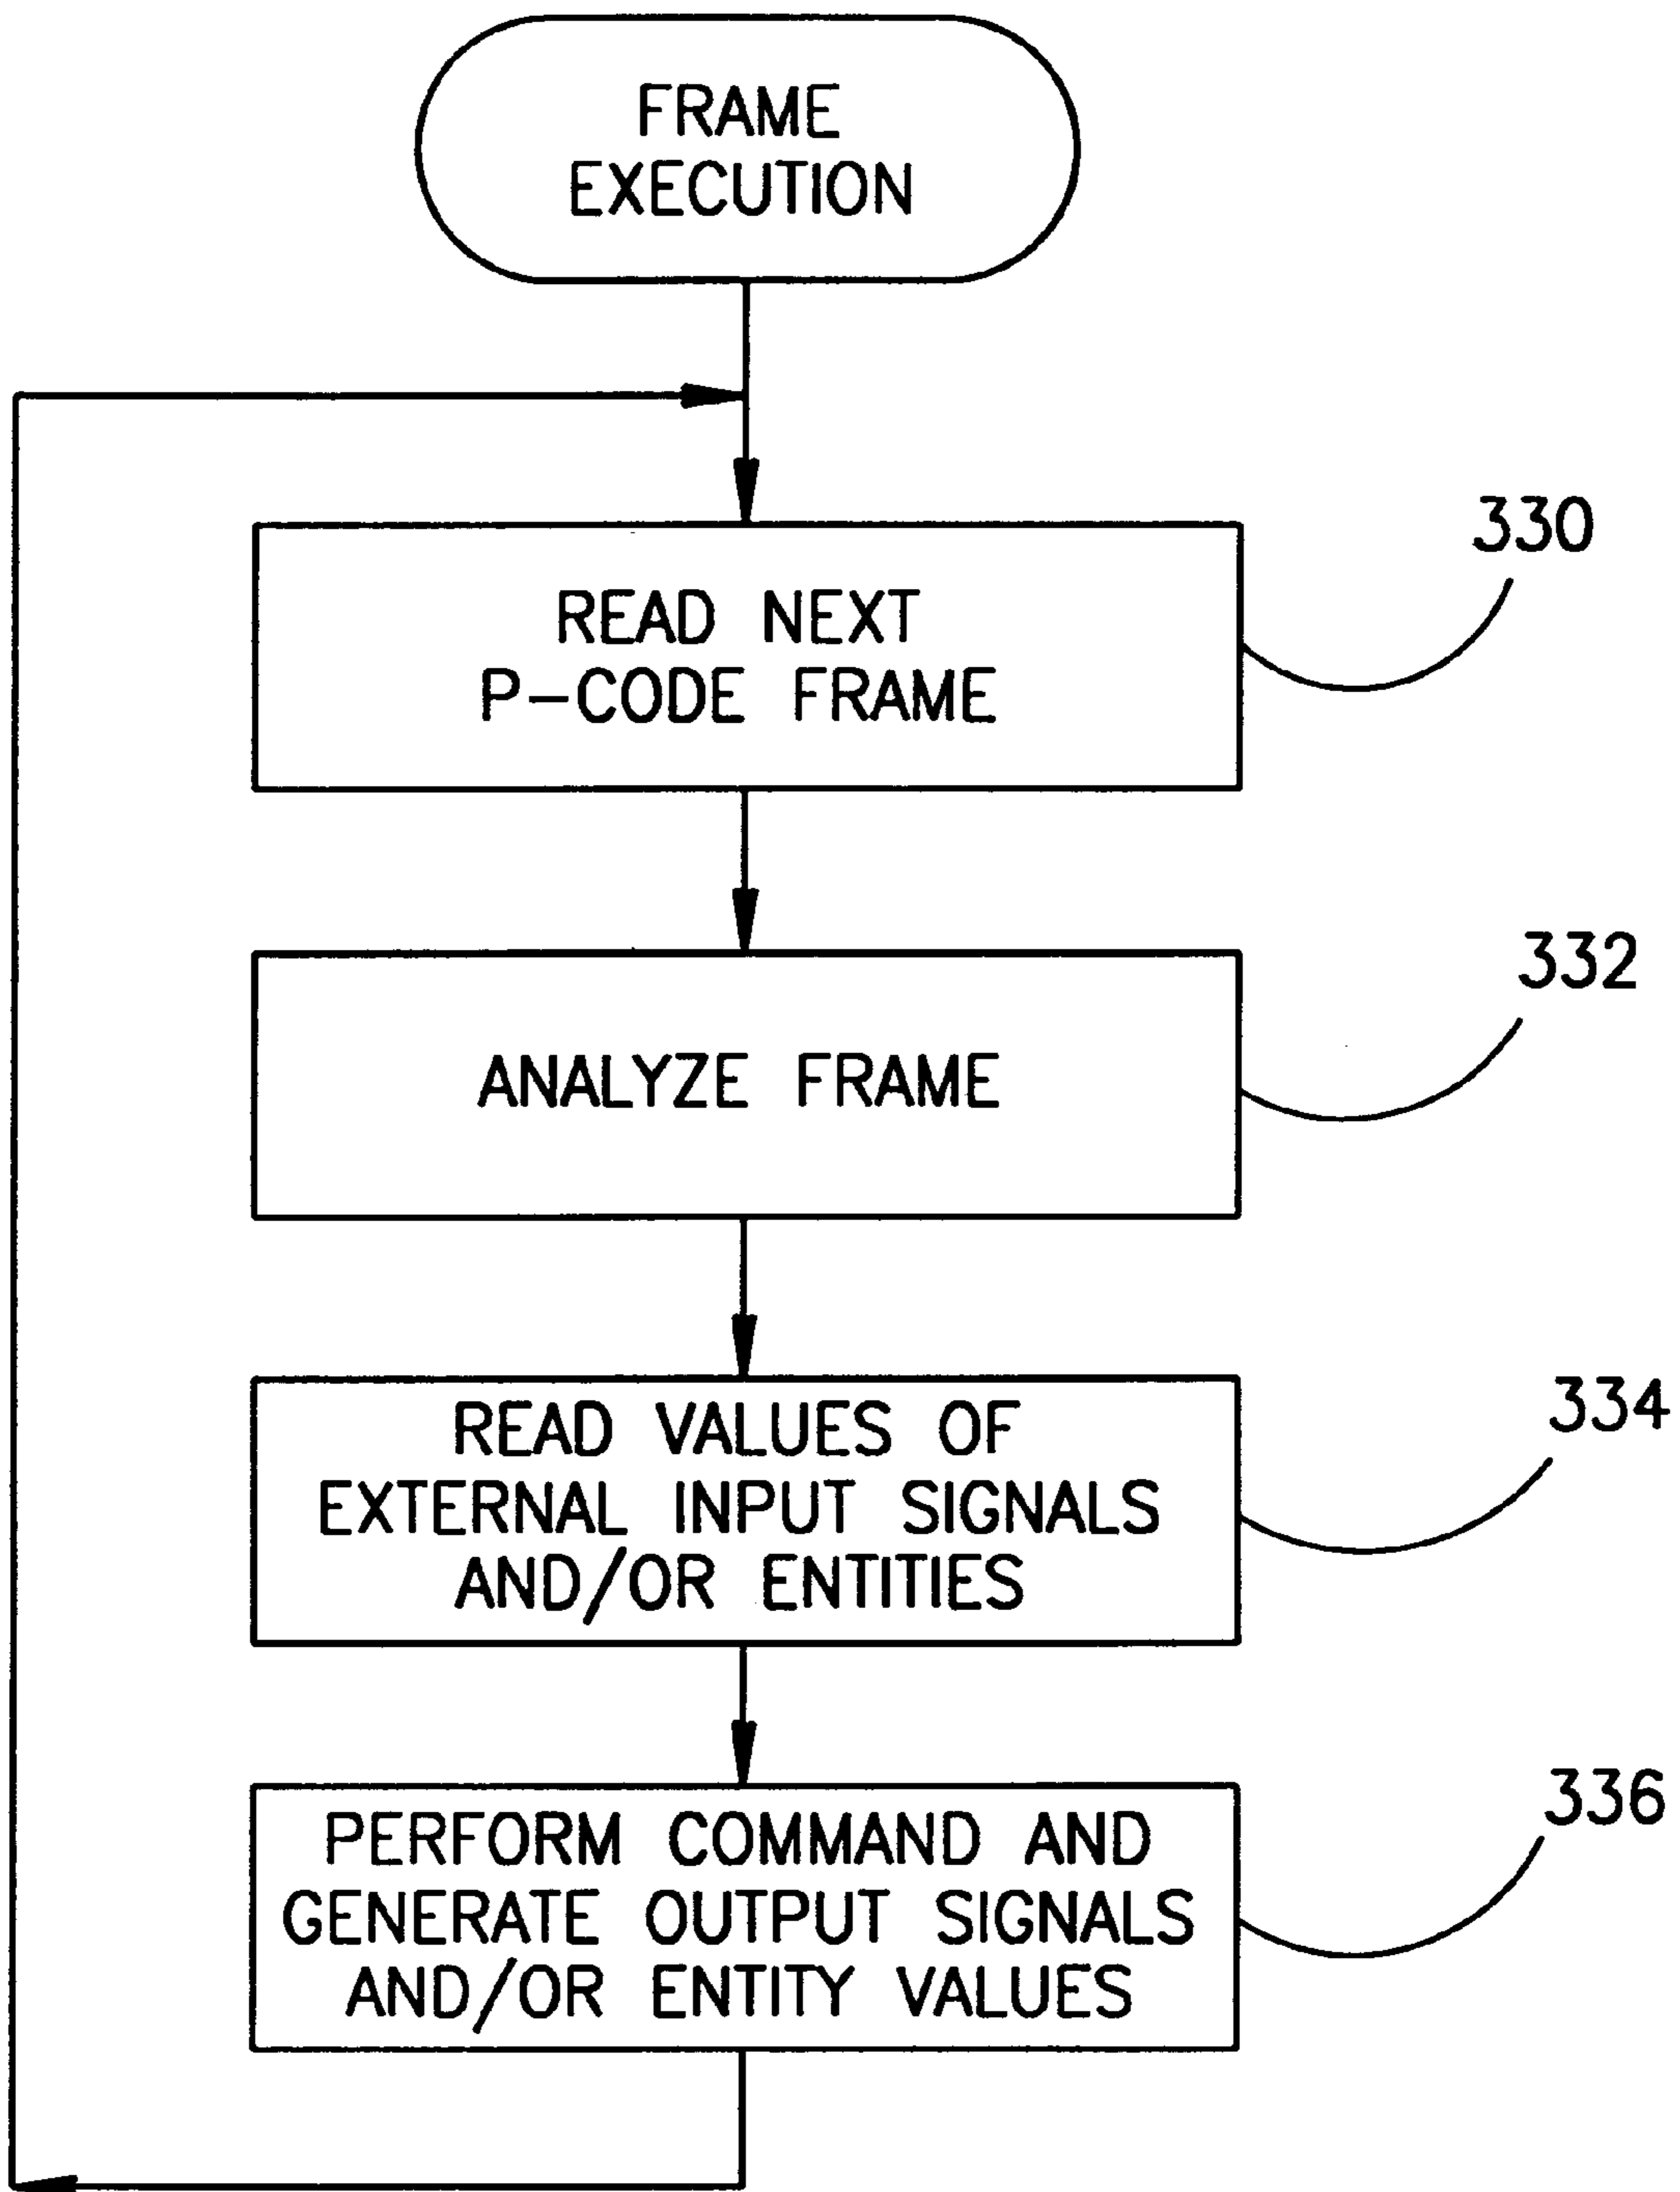 FRAME
EXECUTION
330
READ NEXT
P-CODE FRAME
332
ANALYZE FRAME
334
READ VALUES OF
EXTERNAL INPUT SIGNALS
AND/OR ENTITIES
336
PERFORM COMMAND AND
GENERATE OUTPUT SIGNALS
AND/OR ENTITY VALUES